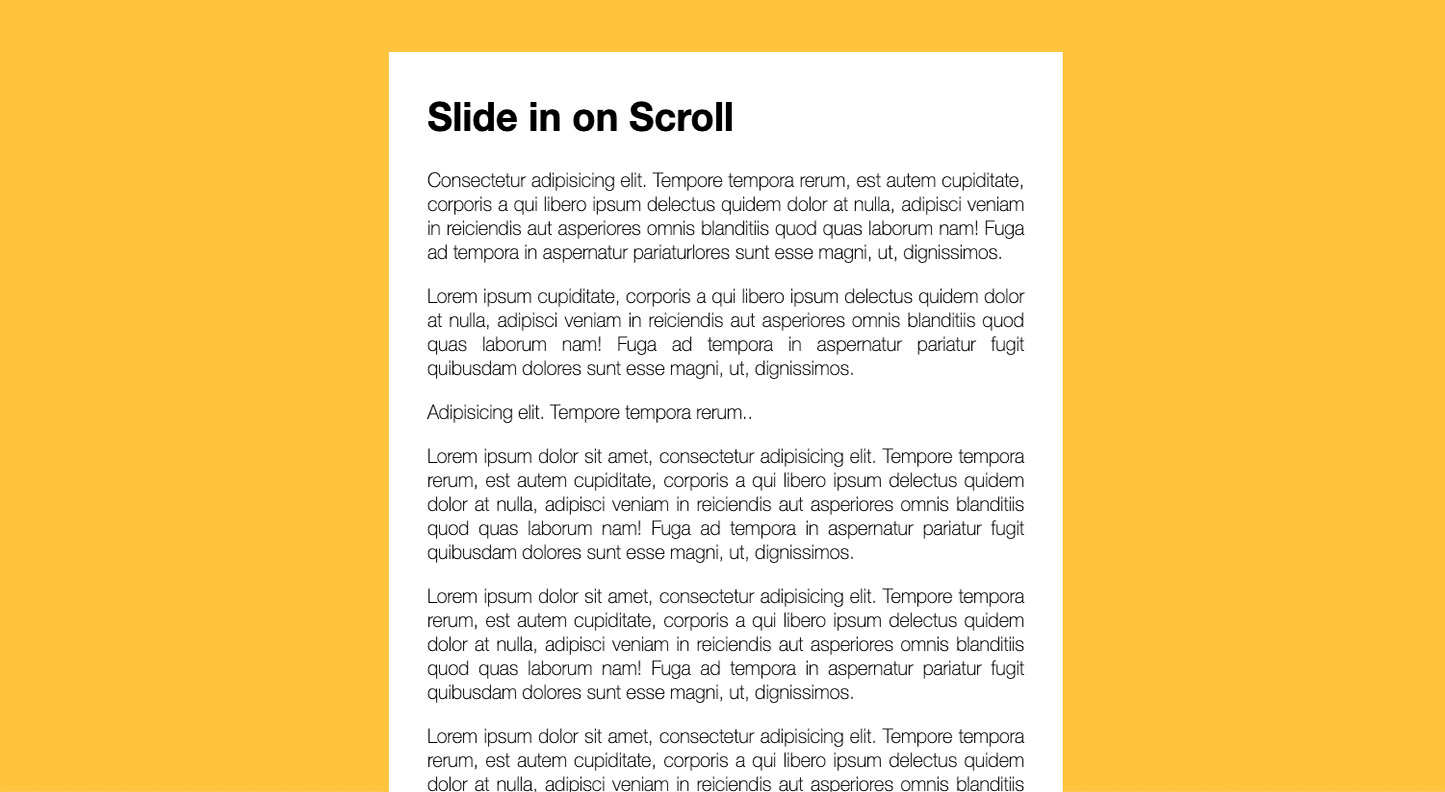 Slide in on Scroll
Consectetur adipisicing elit. Tempore tempora rerum, est autem cupiditate,
corporis a qui libero ipsum delectus quidem dolor at nulla, adipisci veniam
in reiciendis aut asperiores omnis blanditiis quod quas laborum nam! Fuga
ad tempora in aspernatur pariaturlores sunt esse magni, ut, dignissimos.
Lorem ipsum cupiditate, corporis a qui libero ipsum delectus quidem dolor
at nulla, adipisci veniam in reiciendis aut asperiores omnis blanditiis quod
quas laborum nam! Fuga ad tempora in aspernatur pariatur fugit
quibusdam dolores sunt esse magni, ut, dignissimos.
Adipisicing elit. Tempore tempora rerum..
Lorem ipsum dolor sit amet, consectetur adipisicing elit. Tempore tempora
rerum, est autem cupiditate, corporis a qui libero ipsum delectus quidem
dolor at nulla, adipisci veniam in reiciendis aut asperiores omnis blanditiis
quod quas laborum nam! Fuga ad tempora in aspernatur pariatur fugit
quibusdam dolores sunt esse magni, ut, dignissimos.
Lorem ipsum dolor sit amet, consectetur adipisicing elit. Tempore tempora
rerum, est autem cupiditate, corporis a qui libero ipsum delectus quidem
dolor at nulla, adipisci veniam in reiciendis aut asperiores omnis blanditiis
quod quas laborum nam! Fuga ad tempora in aspernatur pariatur fugit
quibusdam dolores sunt esse magni, ut, dignissimos.
Lorem ipsum dolor sit amet, consectetur adipisicing elit. Tempore tempora
rerum, est autem cupiditate, corporis a qui libero ipsum delectus quidem
dolor at nulla, adipisci veniam in reiciendis aut asperiores omnis blanditiis